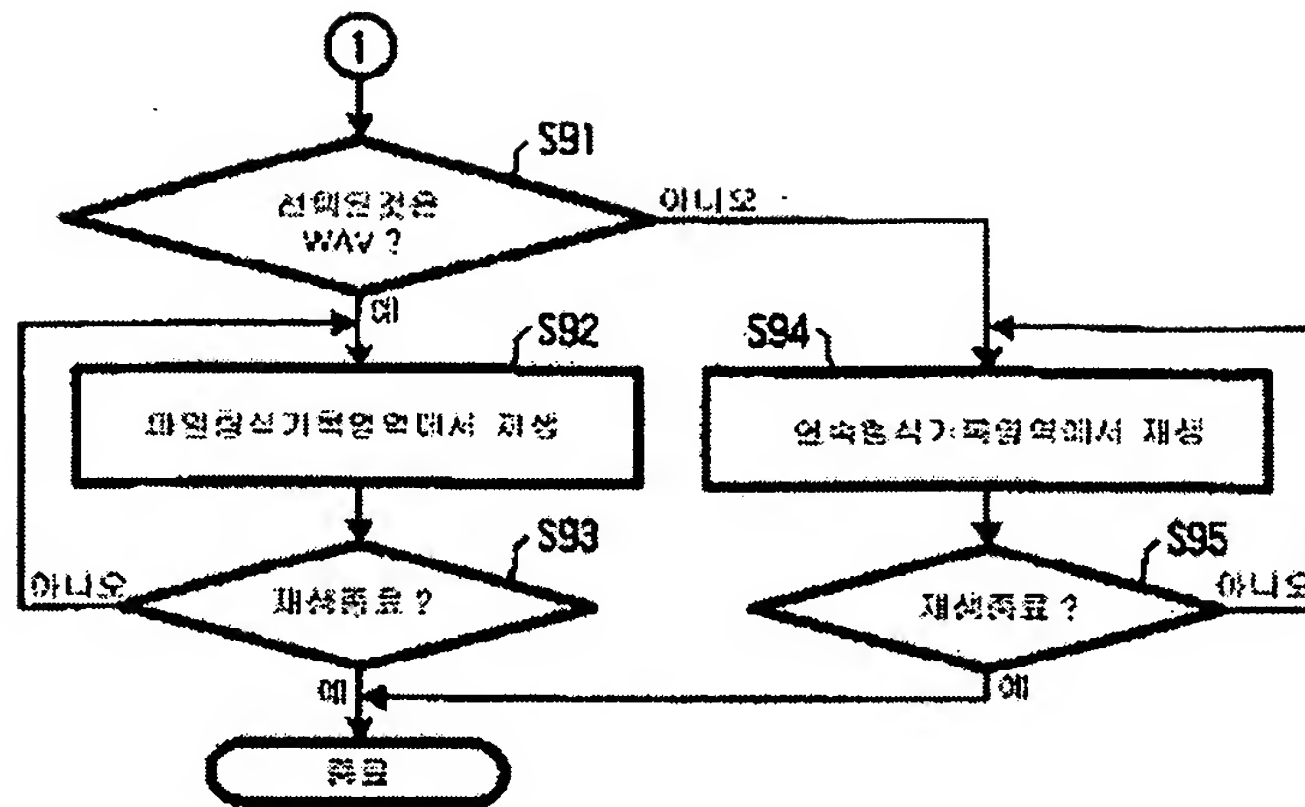 1
S91
선택된것은
WAV ?
아니오
예
S92
파일형식기록영역에서 재생
S94
연속형식기록영역에서 재생
S93
재생종료 ?
아니오
예
S95
재생종료 ?
아니오
예
종료